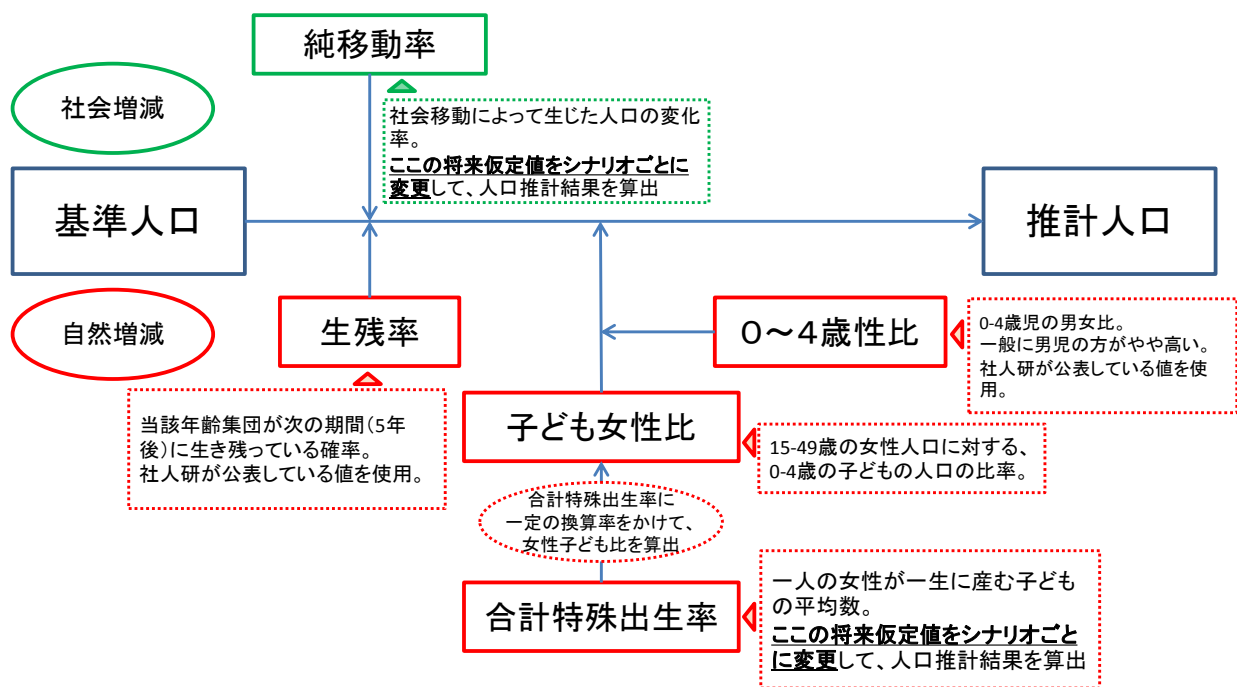 純移動率
社会増減
社会移動によって生じた人口の変化
率。
ここの将来仮定値をシナリオごとに
変更して、人口推計結果を算出
基準人口
推計人口
自然増減
生残率
0～4歳性比
0-4歳児の男女比。
一般に男児の方がやや高い。
社人研が公表している値を使
用。
当該年齢集団が次の期間(5年
後)に生き残っている確率。
社人研が公表している値を使用。
子ども女性比
15-49歳の女性人口に対する、
0-4歳の子どもの人口の比率。
合計特殊出生率に
一定の換算率をかけて、
女性子ども比を算出
合計特殊出生率
一人の女性が一生に産む子ども
の平均数。
ここの将来仮定値をシナリオごと
に変更して、人口推計結果を算出